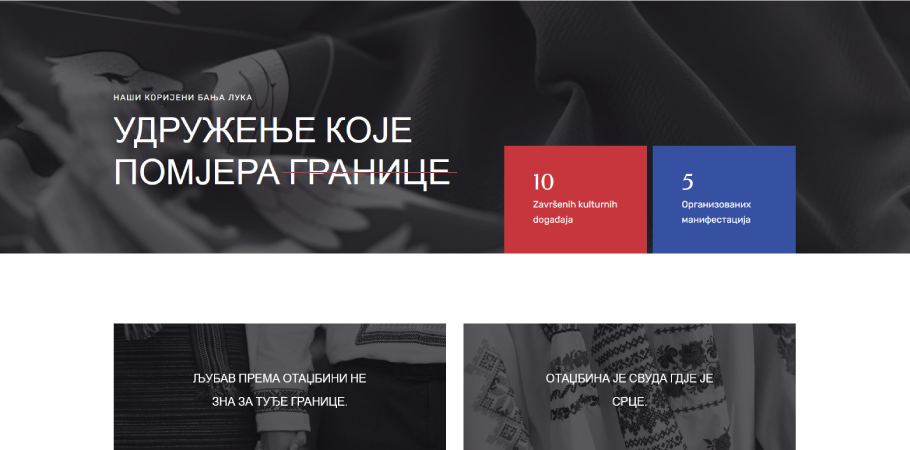 НАШИ КОРИЈЕНИ БАЊА ЛУКА
УДРУЖЕЊЕ КОЈЕ
ПОМЈЕРА ГРАНИЦЕ
10
Završenih kulturnih
događaja
5
Организованих
манифестација
ЉУБАВ ПРЕМА ОТАЏБИНИ НЕ
ЗНА ЗА ТУЂЕ ГРАНИЦЕ.
ОТАЏБИНА ЈЕ СВУДА ГДЈЕ ЈЕ
СРЦЕ.